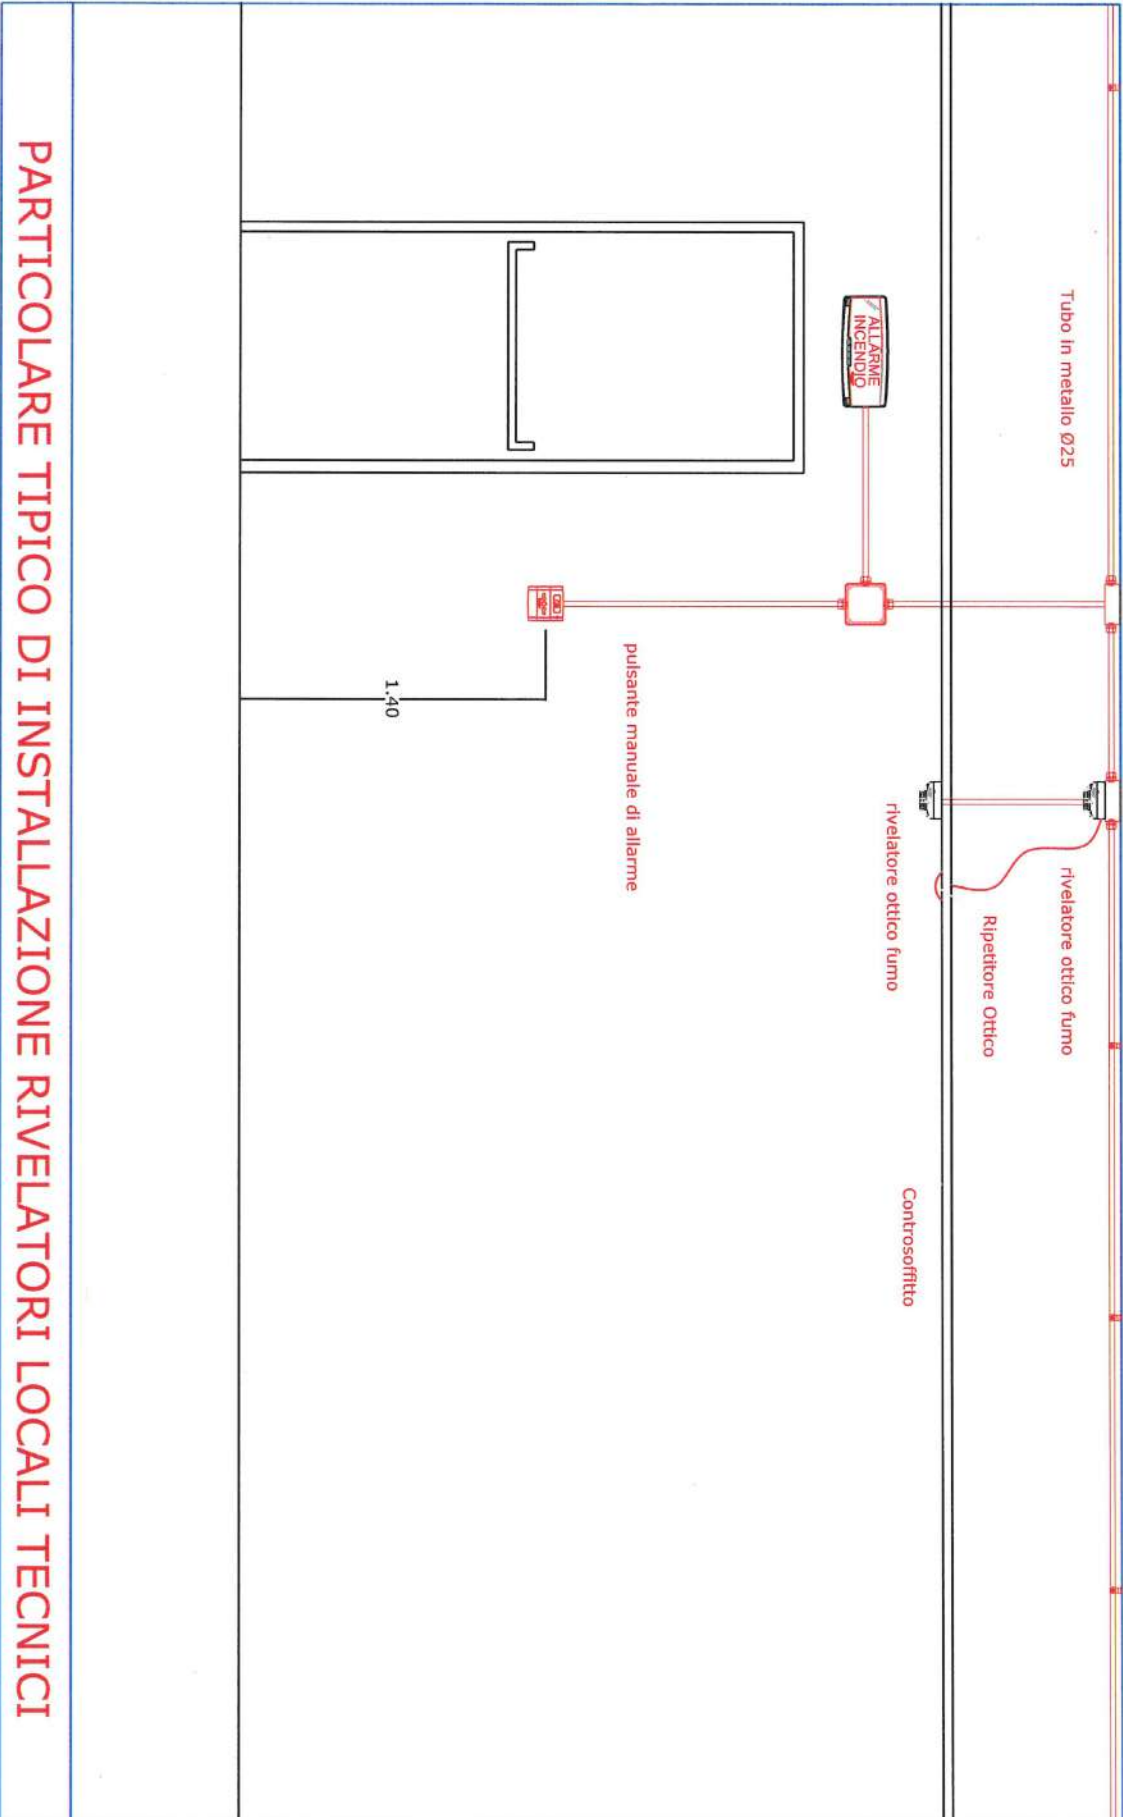 Tubo in metallo Ø25
rivelatore ottico fumo
Ripetitore Ottico
rivelatore ottico fumo
Controsoffitto
ALLARME
INCENDIO
pulsante manuale di allarme
1.40
PARTICOLARE TIPICO DI INSTALLAZIONE RIVELATORI LOCALI TECNICI